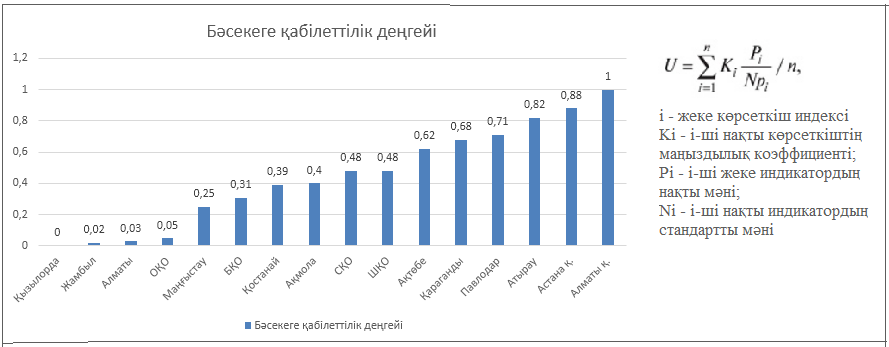 Бәсекеге қабілеттілік деңгейі
1,2
1
0,8
0,6
0,4
0,2
0
0
0,02
0,03
0,05
0,25
0,31
0,39
0,4
0,48
0,48
0,62
0,68
0,71
0,82
0,88
1
Қызылорда
Жамбыл
Алматы
ОҚО
Маңғыстау
БҚО
Қостанай
Ақмола
СҚО
ШҚО
Ақтөбе
Қарағанды
Павлодар
Атырау
Астана қ.
Алматы қ.
Бәсекеге қабілеттілік деңгейі
U = ∑ᵢ₌₁ⁿ Kᵢ Pᵢ / Npᵢ / n,
і - жеке көрсеткіш индексі
Кі - і-ші нақты көрсеткіштің
маңыздылық коэффициенті;
Рі - і-ші жеке индикатордың
нақты мәні;
Ni - і-ші нақты индикатордың
стандартты мәні